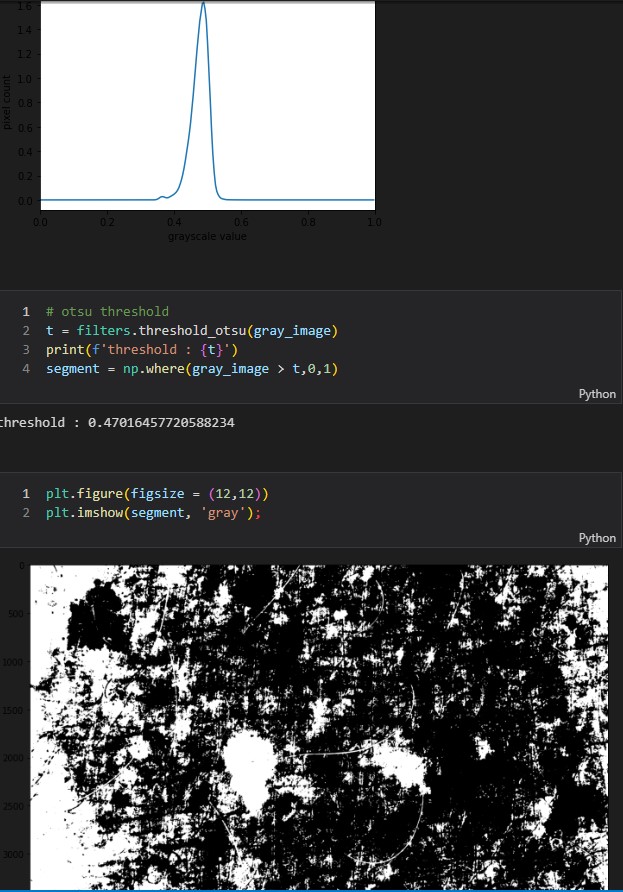 1.6
1.4
1.2
1.0
0.8
0.6
0.4
0.2
0.0
pixel count
0.0 0.2 0.4 0.6 0.8 1.0
grayscale value
1 # otsu threshold
2 t = filters.threshold_otsu(gray_image)
3 print(f'threshold : {t}')
4 segment = np.where(gray_image > t,0,1)
Python
threshold : 0.47016457720588234
1 plt.figure(figsize = (12,12))
2 plt.imshow(segment, 'gray');
Python
0
500
1000
1500
2000
2500
3000